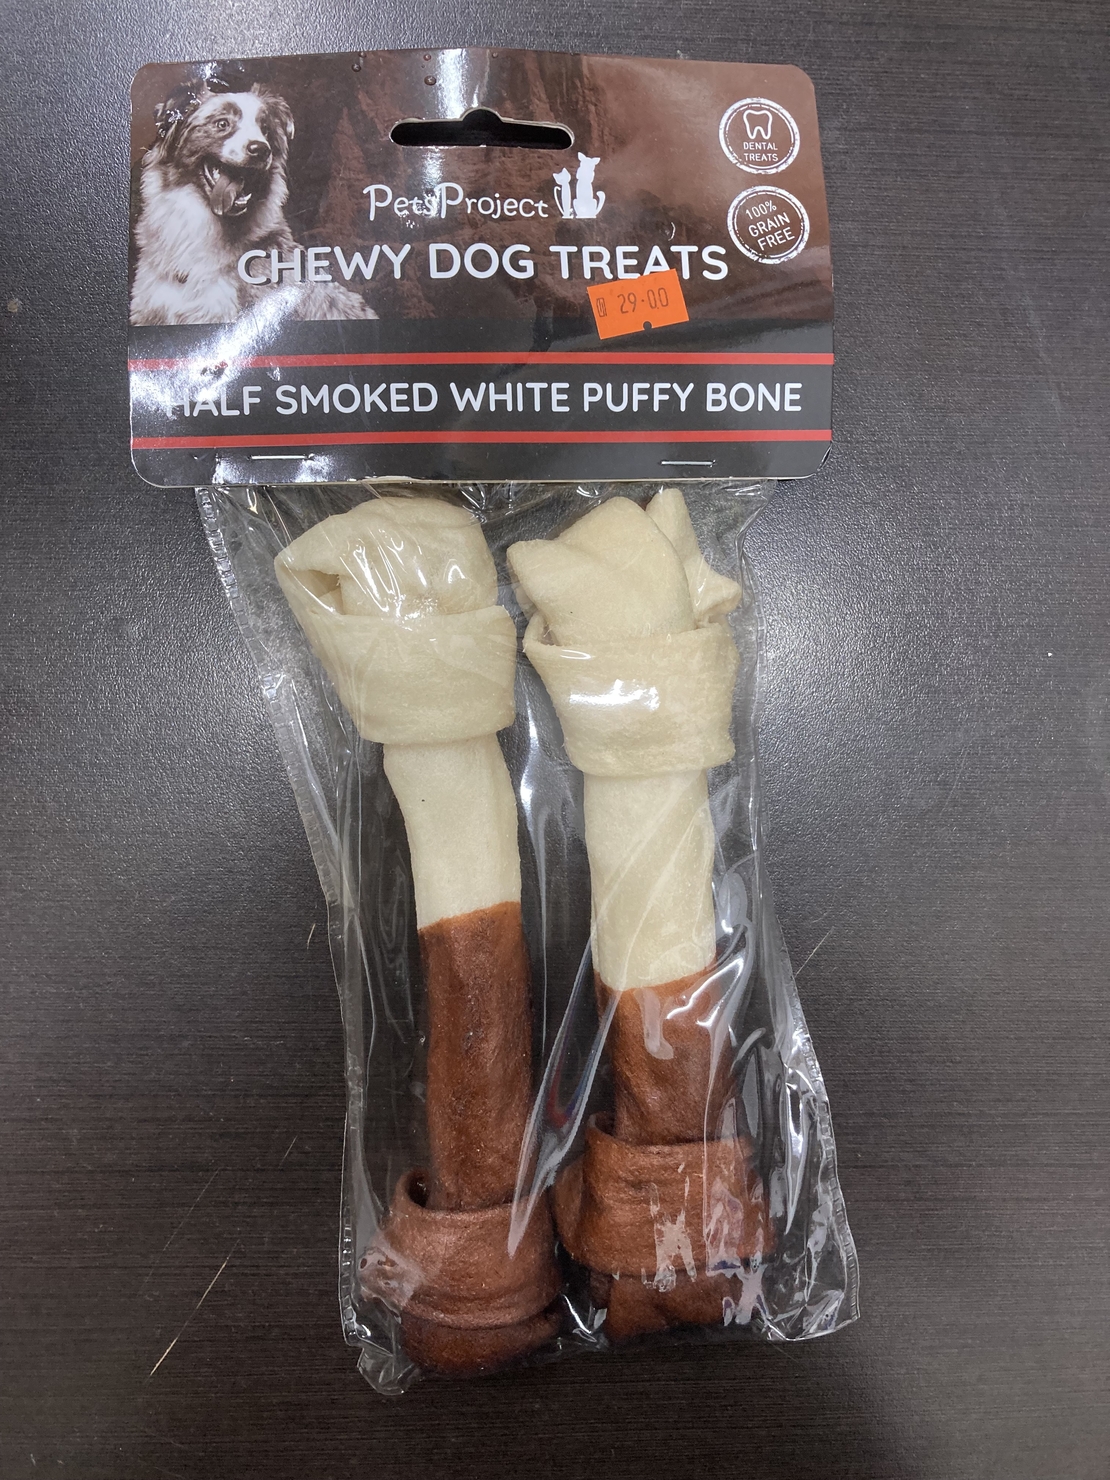 DENTAL
TREATS
PetsProject
100%
GRAIN
FREE
CHEWY DOG TREATS
29.00
HALF SMOKED WHITE PUFFY BONE